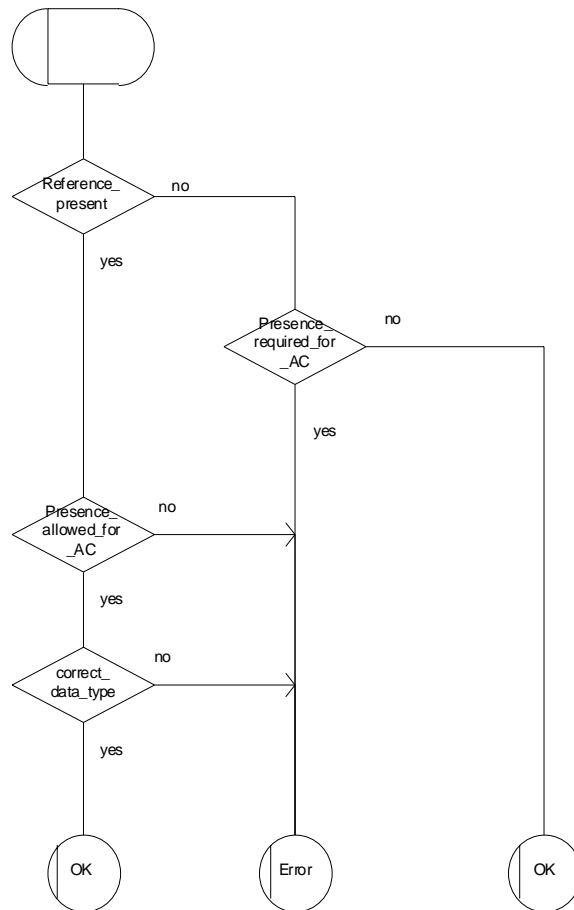 Reference_
present
no
yes
Presence_
required_for
_AC
no
yes
Presence_
allowed_for
_AC
no
yes
correct_
data_type
no
yes
OK
Error
OK